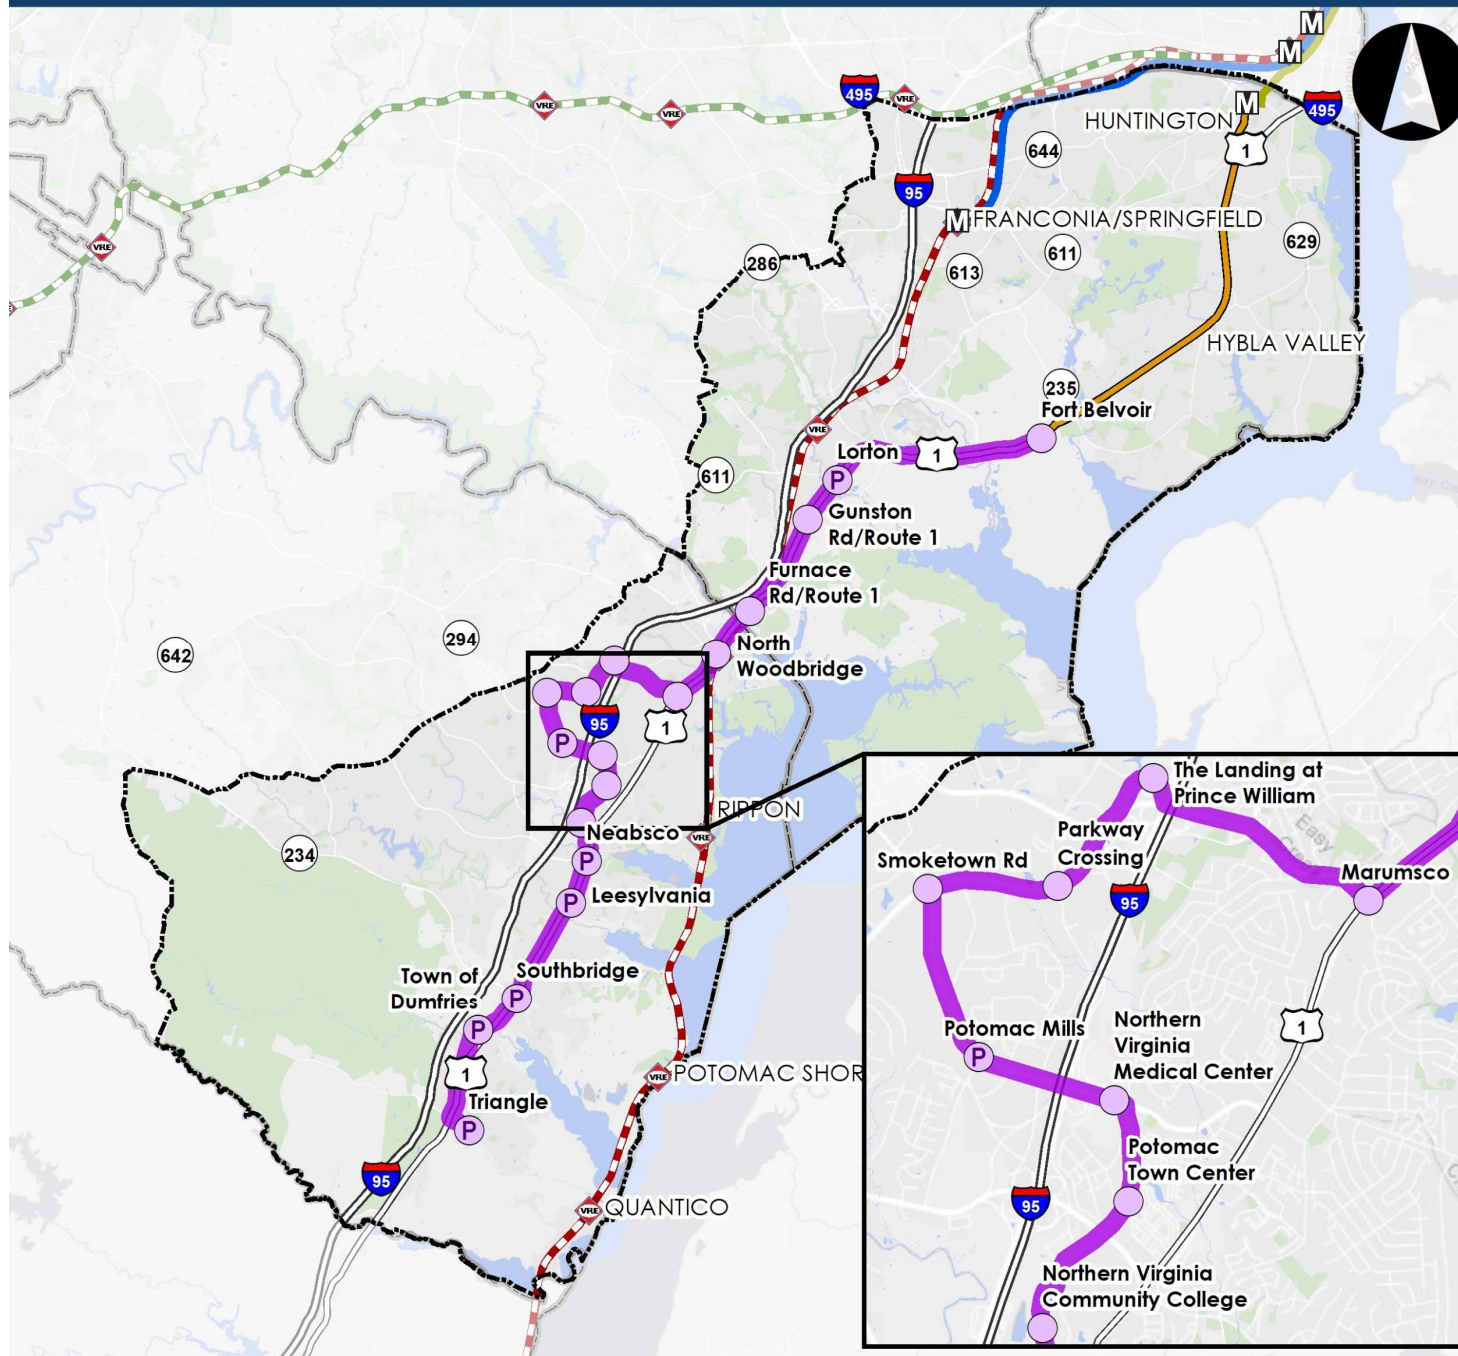 M
M
495
VRE
M
495
VRE
VRE
HUNTINGTON
1
644
95
VRE
M
FRANCONIA/SPRINGFIELD
629
611
286
613
HYBLA VALLEY
235
Fort Belvoir
VRE
Lorton
1
P
611
Gunston
Rd/Route 1
Furnace
Rd/Route 1
294
642
North
Woodbridge
95
1
P
RIPPON
VRE
Neabsco
P
234
Leesylvania
P
Town of
Dumfries
Southbridge
P
P
1
POTOMAC SHOR
VRE
Triangle
P
95
QUANTICO
VRE
The Landing at
Prince William
Parkway
Crossing
Easy
Smoketown Rd
Marumsco
95
Potomac Mills
P
Northern
Virginia
Medical Center
1
Potomac
Town Center
95
Northern Virginia
Community College